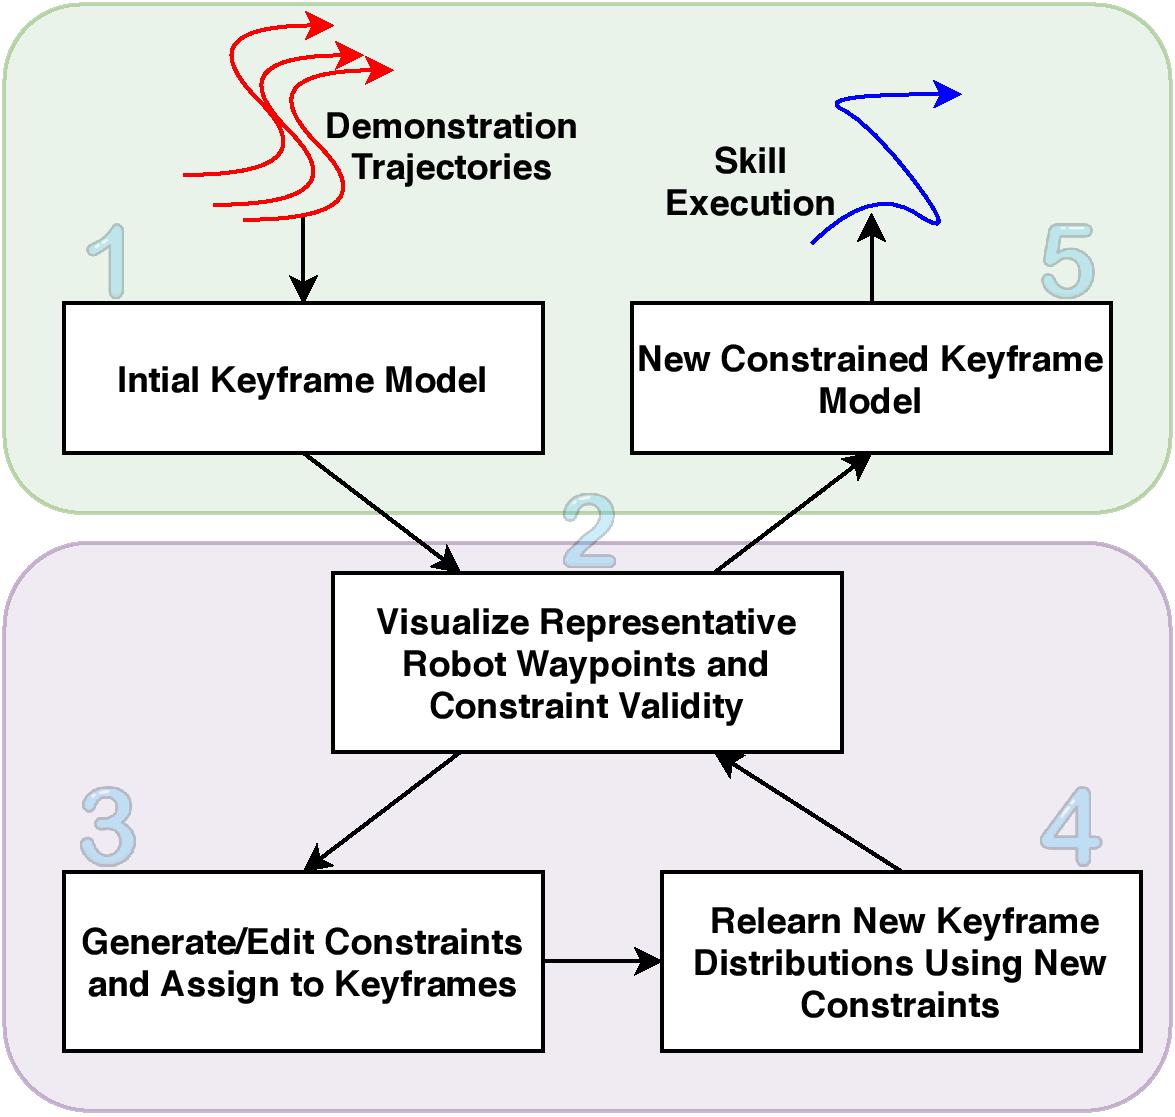 Demonstration
Trajectories
Skill
Execution
1
5
Intial Keyframe Model
New Constrained Keyframe
Model
2
Visualize Representative
Robot Waypoints and
Constraint Validity
3
4
Generate/Edit Constraints
and Assign to Keyframes
Relearn New Keyframe
Distributions Using New
Constraints